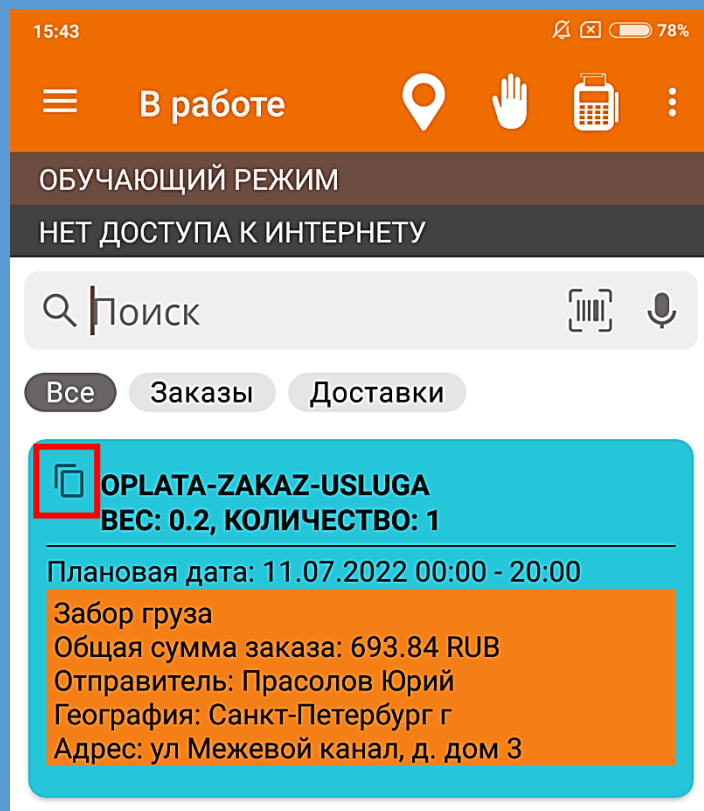 15:43
78%
В работе
ОБУЧАЮЩИЙ РЕЖИМ
НЕТ ДОСТУПА К ИНТЕРНЕТУ
Поиск
Все Заказы Доставки
OPLATA-ZAKAZ-USLUGA
ВЕС: 0.2, КОЛИЧЕСТВО: 1
Плановая дата: 11.07.2022 00:00 - 20:00
Забор груза
Общая сумма заказа: 693.84 RUB
Отправитель: Прасолов Юрий
География: Санкт-Петербург г
Адрес: ул Межевой канал, д. дом 3